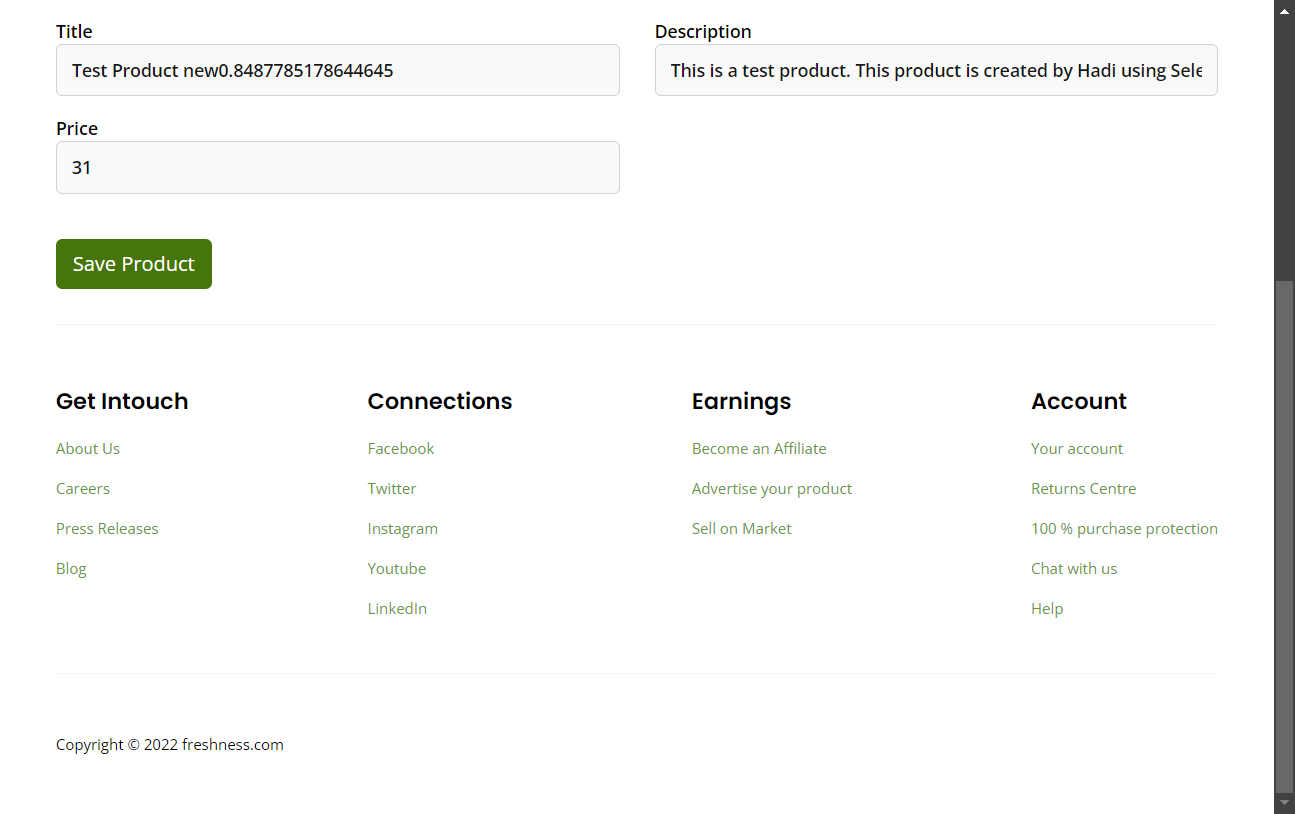 Title
Test Product new0.8487785178644645
Description
This is a test product. This product is created by Hadi using Sele
Price
31
Save Product
Get Intouch
About Us
Careers
Press Releases
Blog
Connections
Facebook
Twitter
Instagram
Youtube
LinkedIn
Earnings
Become an Affiliate
Advertise your product
Sell on Market
Account
Your account
Returns Centre
100 % purchase protection
Chat with us
Help
Copyright © 2022 freshness.com